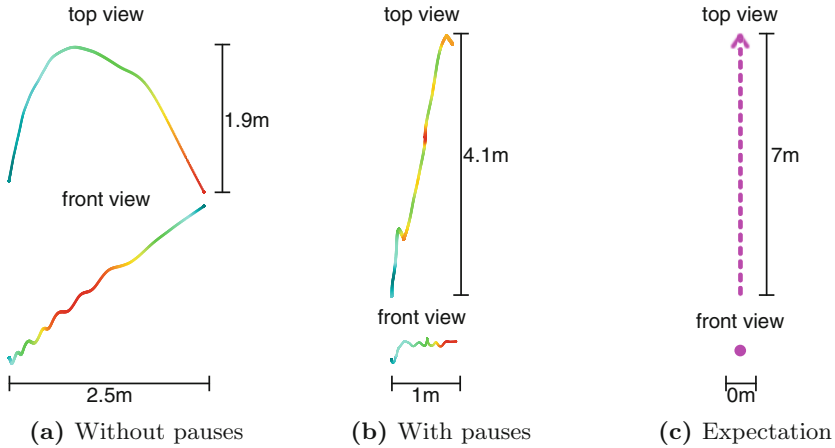 top view
1.9m
front view
2.5m
(a) Without pauses
top view
4.1m
front view
1m
(b) With pauses
top view
7m
front view
0m
(c) Expectation